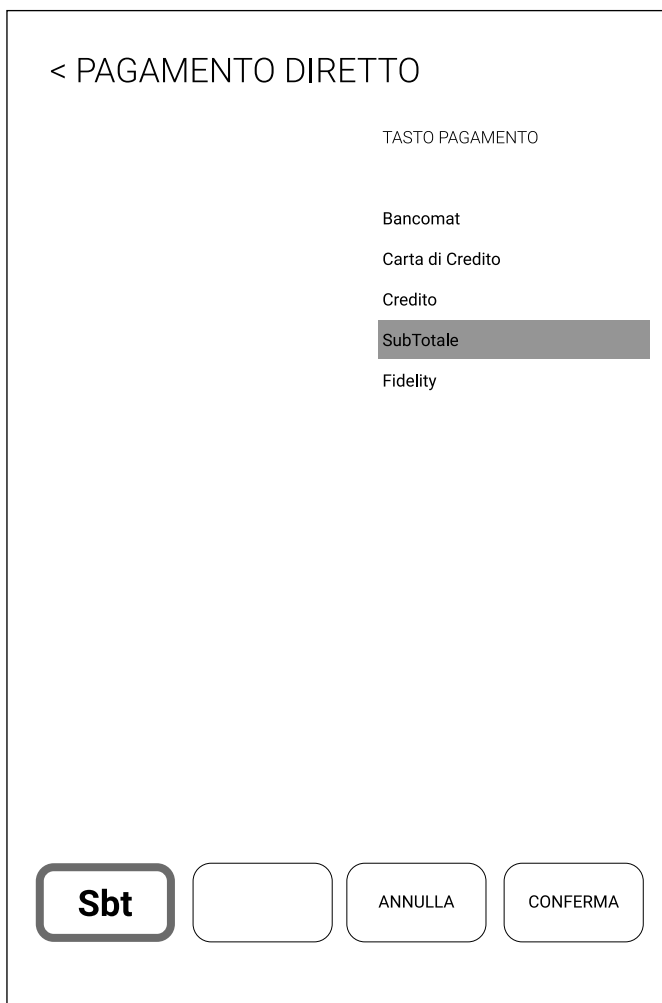 < PAGAMENTO DIRETTO
TASTO PAGAMENTO
Bancomat
Carta di Credito
Credito
SubTotale
Fidelity
Sbt
ANNULLA
CONFERMA